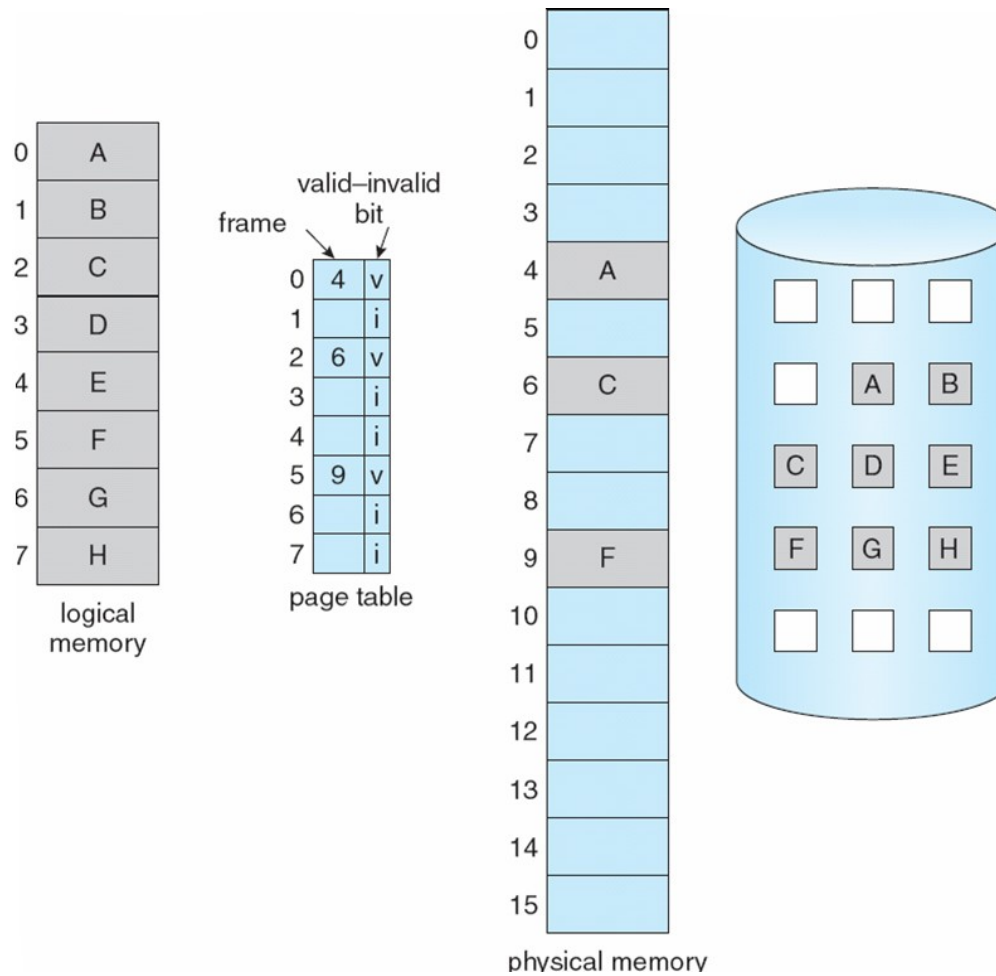 0
A
1
B
2
C
3
D
4
E
5
F
6
G
7
H
logical
memory
valid–invalid
bit
frame
0 4 v
1 i
2 6 v
3 i
4 i
5 9 v
6 i
7 i
page table
0
1
2
3
4 A
5
6 C
7
8
9 F
10
11
12
13
14
15
physical memory
A B
C D E
F G H